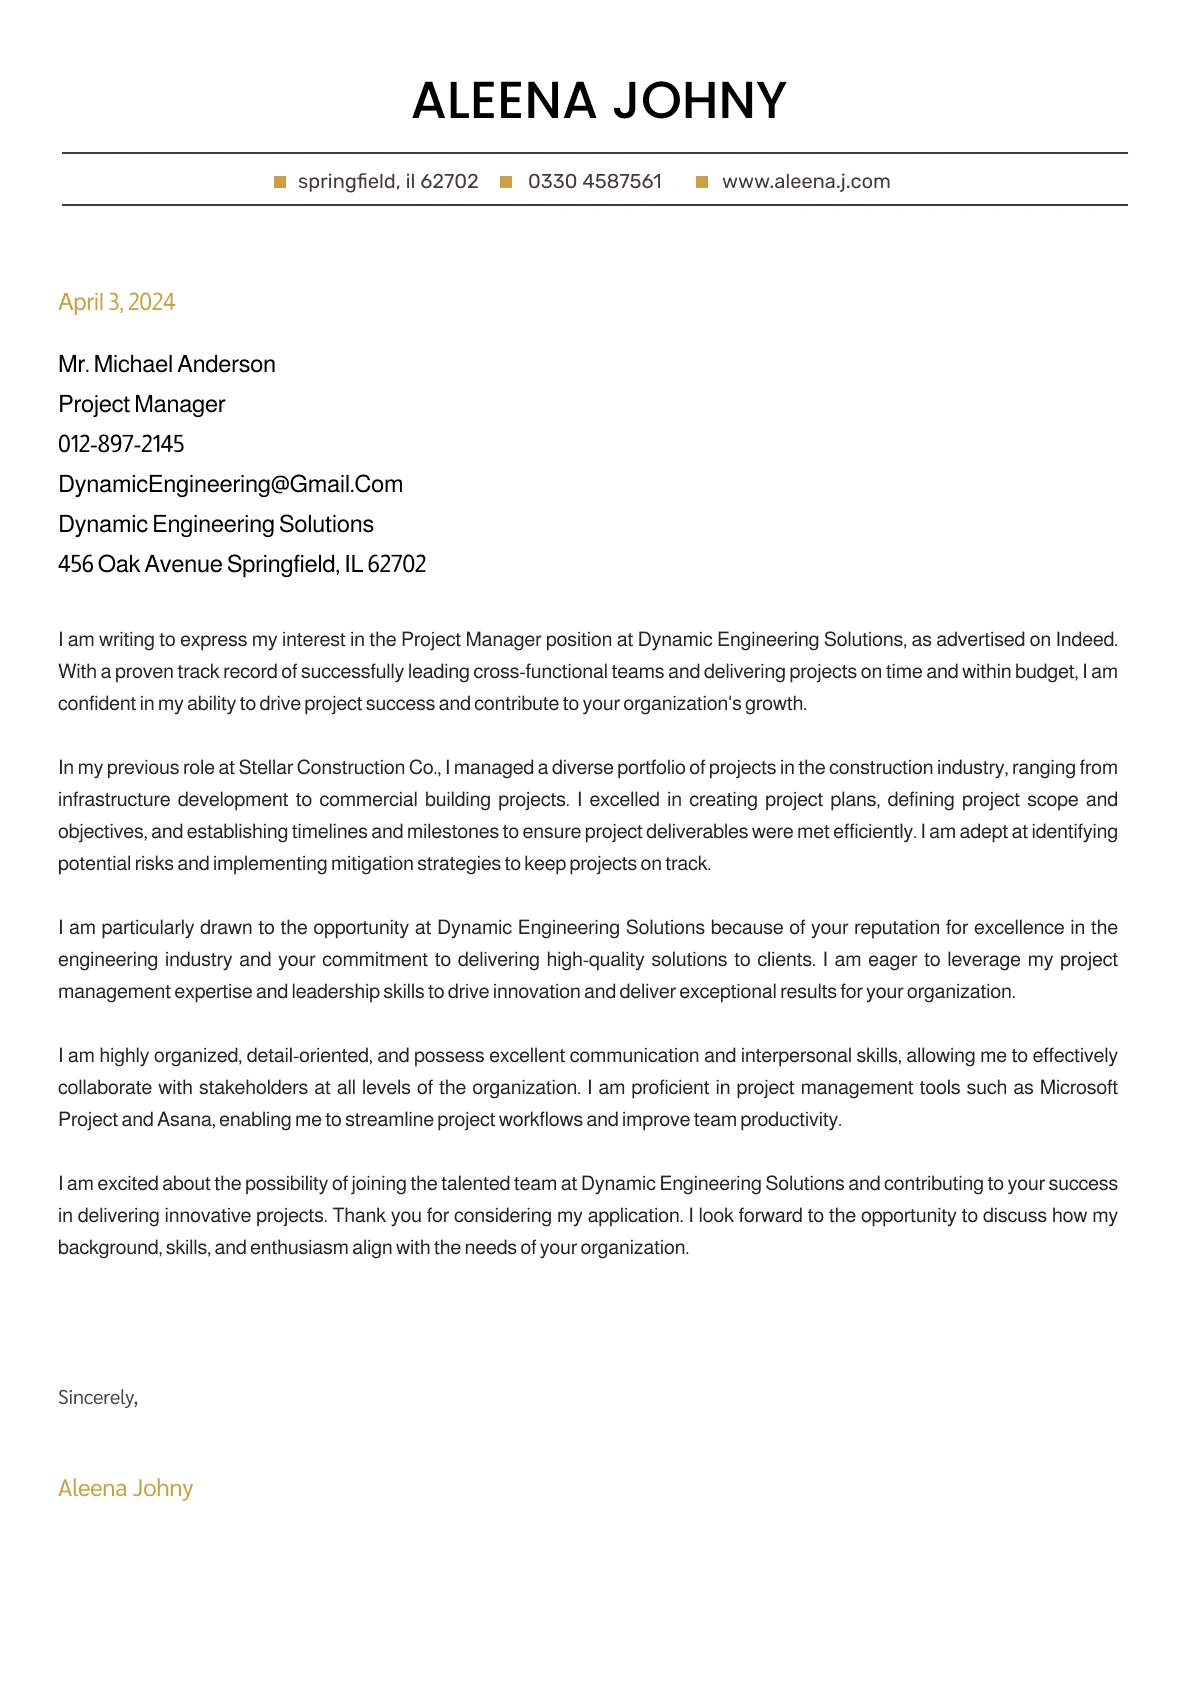 ALEENA JOHNY
springfield, il 62702 0330 4587561 www.aleena.j.com
April 3, 2024
Mr. Michael Anderson
Project Manager
012-897-2145
DynamicEngineering@Gmail.Com
Dynamic Engineering Solutions
456 Oak Avenue Springfield, IL 62702
I am writing to express my interest in the Project Manager position at Dynamic Engineering Solutions, as advertised on Indeed.
With a proven track record of successfully leading cross-functional teams and delivering projects on time and within budget, I am
confident in my ability to drive project success and contribute to your organization's growth.
In my previous role at Stellar Construction Co., I managed a diverse portfolio of projects in the construction industry, ranging from
infrastructure development to commercial building projects. I excelled in creating project plans, defining project scope and
objectives, and establishing timelines and milestones to ensure project deliverables were met efficiently. I am adept at identifying
potential risks and implementing mitigation strategies to keep projects on track.
I am particularly drawn to the opportunity at Dynamic Engineering Solutions because of your reputation for excellence in the
engineering industry and your commitment to delivering high-quality solutions to clients. I am eager to leverage my project
management expertise and leadership skills to drive innovation and deliver exceptional results for your organization.
I am highly organized, detail-oriented, and possess excellent communication and interpersonal skills, allowing me to effectively
collaborate with stakeholders at all levels of the organization. I am proficient in project management tools such as Microsoft
Project and Asana, enabling me to streamline project workflows and improve team productivity.
I am excited about the possibility of joining the talented team at Dynamic Engineering Solutions and contributing to your success
in delivering innovative projects. Thank you for considering my application. I look forward to the opportunity to discuss how my
background, skills, and enthusiasm align with the needs of your organization.
Sincerely,
Aleena Johny